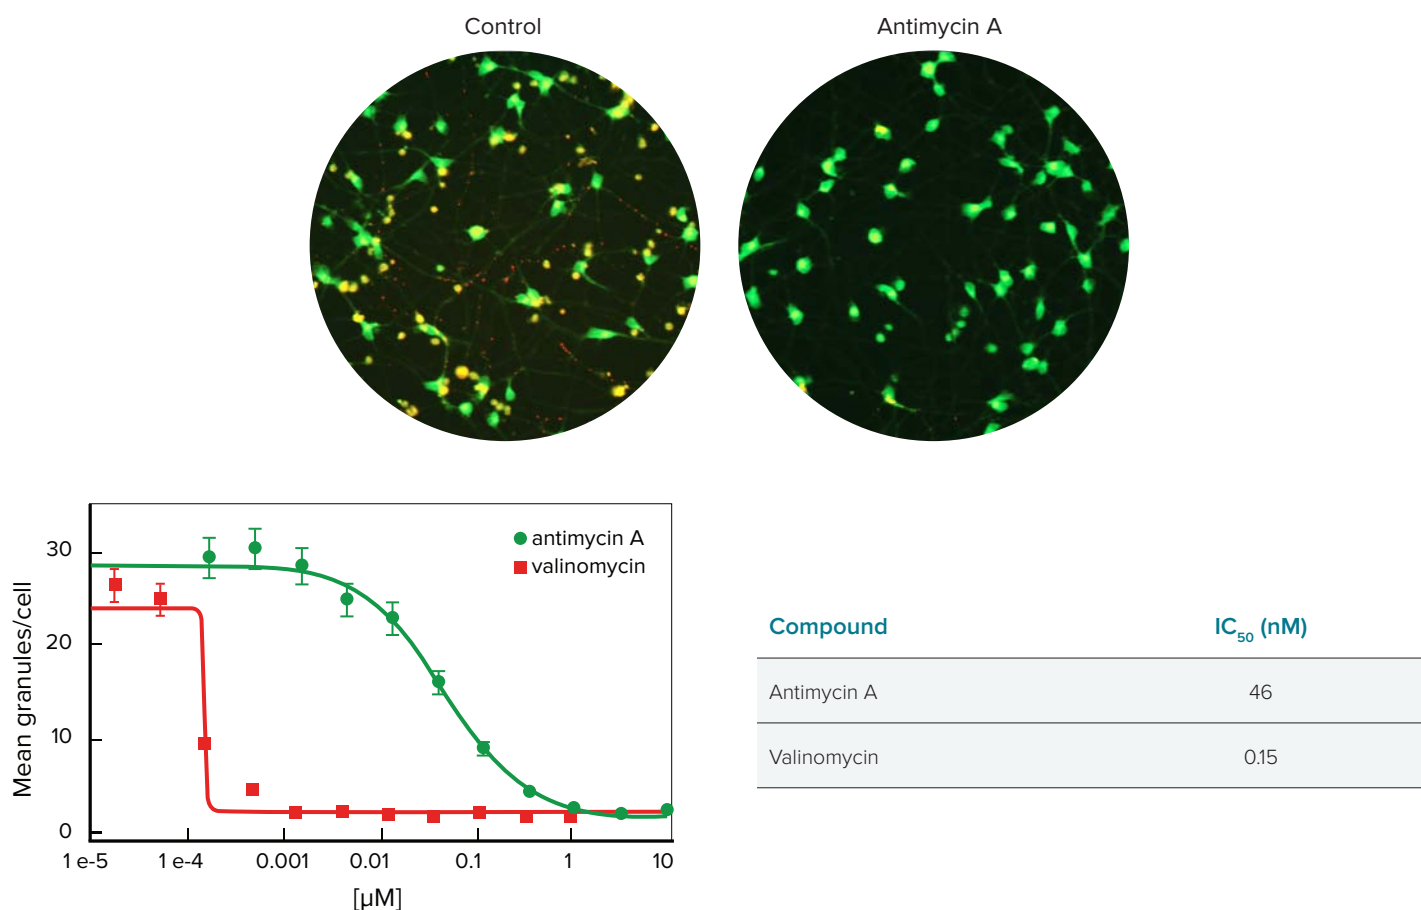 Control
Antimycin A
Mean granules/cell
30
20
10
0
antimycin A
valinomycin
1 e-5
1 e-4
0.001
0.01
0.1
1
10
[µM]
Compound IC50 (nM)
Antimycin A 46
Valinomycin 0.15